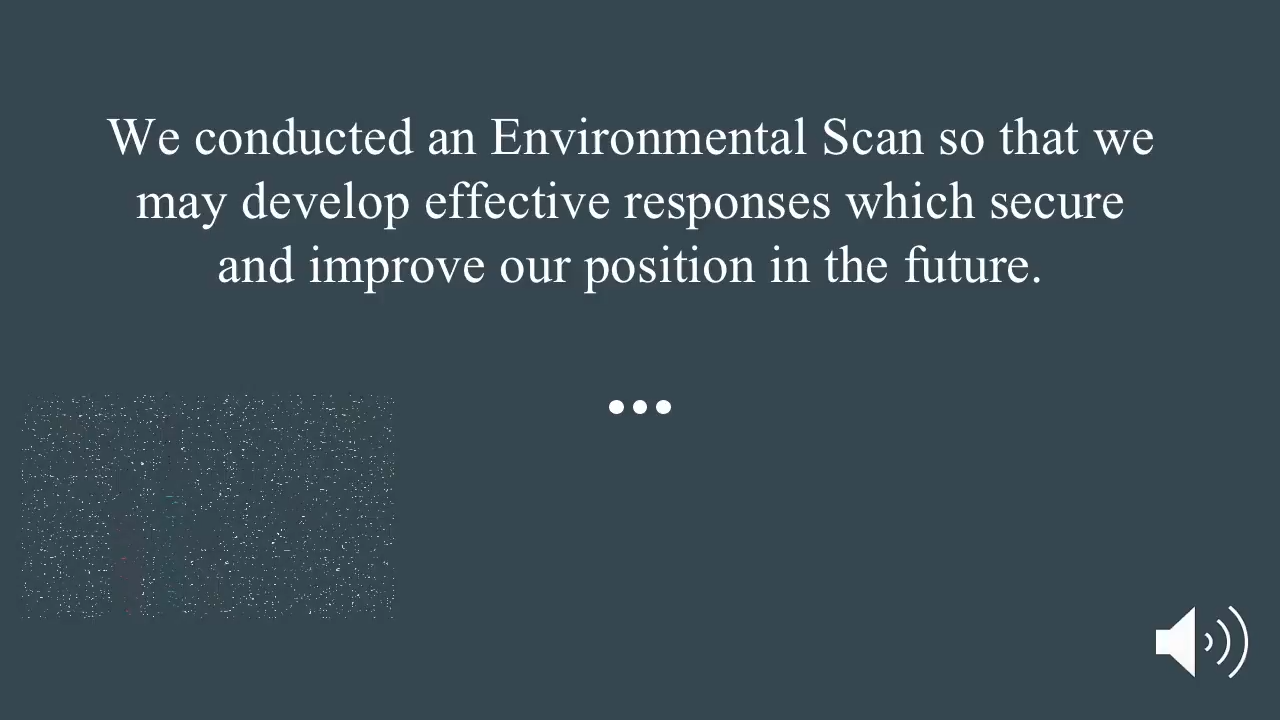 We conducted an Environmental Scan so that we
may develop effective responses which secure
and improve our position in the future.